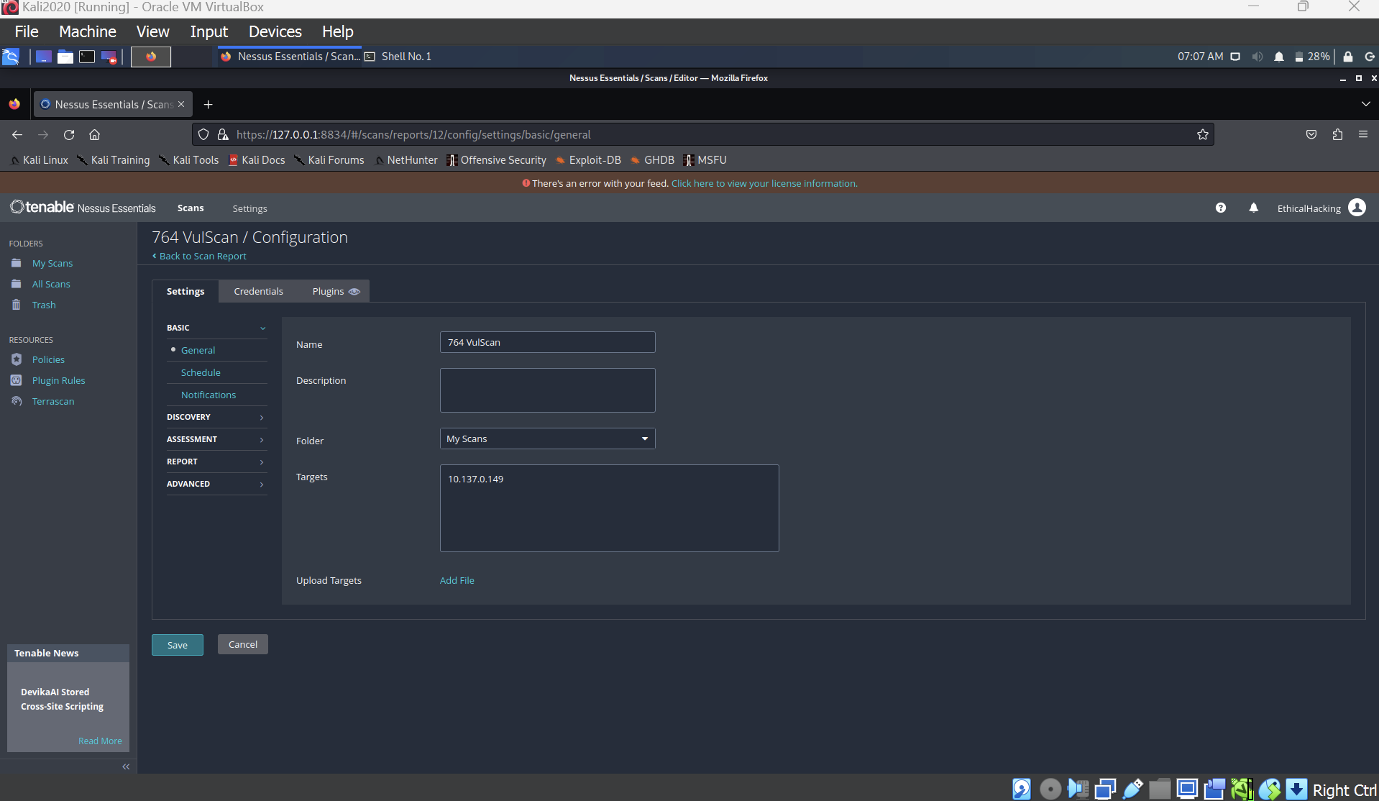 Kali2020 [Running] - Oracle VM VirtualBox
File Machine View Input Devices Help
Nessus Essentials / Scan... Shell No. 1 07:07 AM 28%
Nessus Essentials / Scans / Editor — Mozilla Firefox
Nessus Essentials / Scans
https://127.0.0.1:8834/#/scans/reports/12/config/settings/basic/general
Kali Linux Kali Training Kali Tools Kali Docs Kali Forums NetHunter Offensive Security Exploit-DB GHDB MSFU
There's an error with your feed. Click here to view your license information.
tenable Nessus Essentials Scans Settings EthicalHacking
FOLDERS
My Scans
All Scans
Trash
RESOURCES
Policies
Plugin Rules
Terrascan
764 VulScan / Configuration
Back to Scan Report
Settings Credentials Plugins
BASIC
General
Schedule
Notifications
DISCOVERY
ASSESSMENT
REPORT
ADVANCED
Name 764 VulScan
Description
Folder My Scans
Targets 10.137.0.149
Upload Targets Add File
Save Cancel
Tenable News
DevikaAI Stored
Cross-Site Scripting
Read More
Right Ctrl